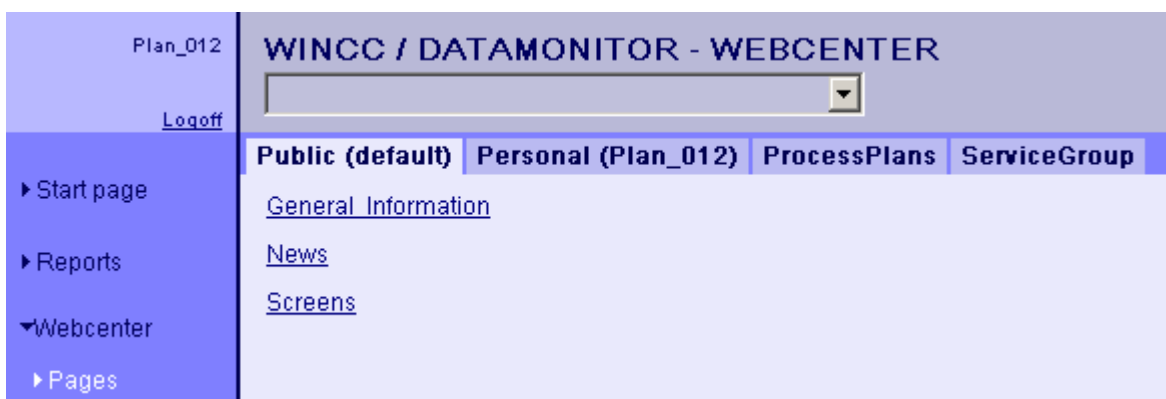 Plan_012
Logoff
WINCC / DATAMONITOR - WEBCENTER
Public (default) Personal (Plan_012) ProcessPlans ServiceGroup
Start page
Reports
Webcenter
Pages
General Information
News
Screens